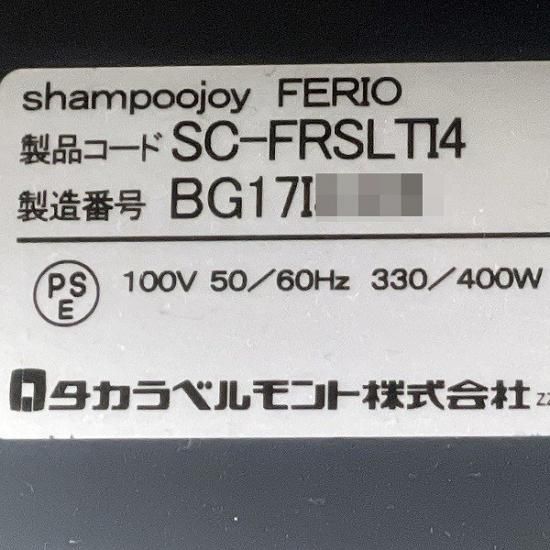 shampoojoy FERIO
製品コード SC-FRSLTI4
製造番号 BG17I
PS
E
100V 50/60Hz 330/400W
タカラベルモント株式会社